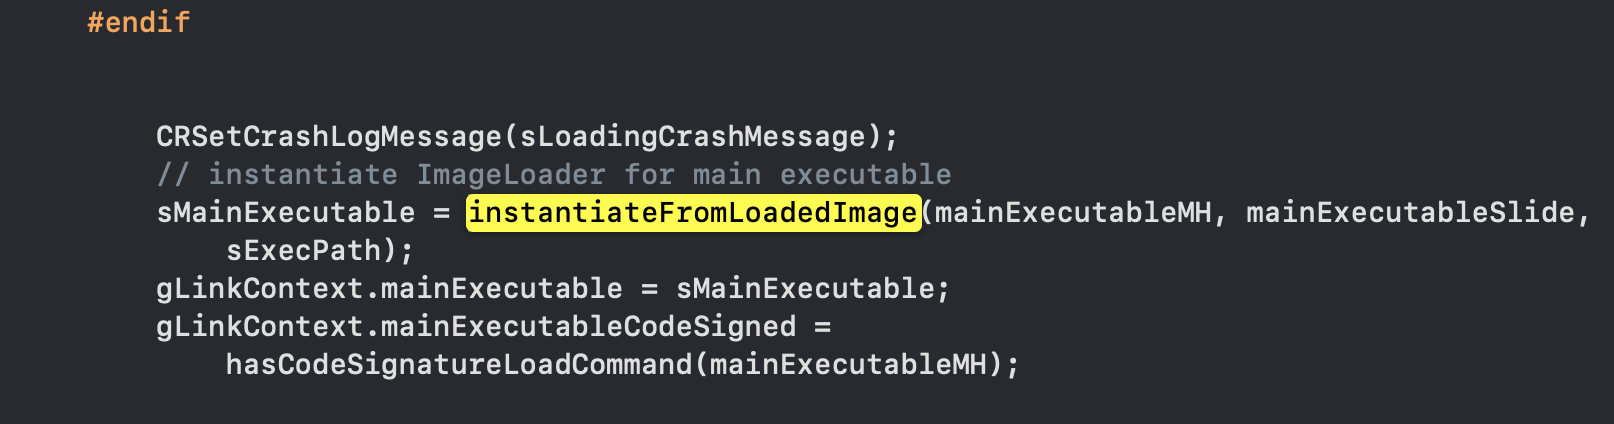 #endif
CRSetCrashLogMessage(sLoadingCrashMessage);
// instantiate ImageLoader for main executable
sMainExecutable = instantiateFromLoadedImage(mainExecutableMH, mainExecutableSlide,
sExecPath);
gLinkContext.mainExecutable = sMainExecutable;
gLinkContext.mainExecutableCodeSigned =
hasCodeSignatureLoadCommand(mainExecutableMH);